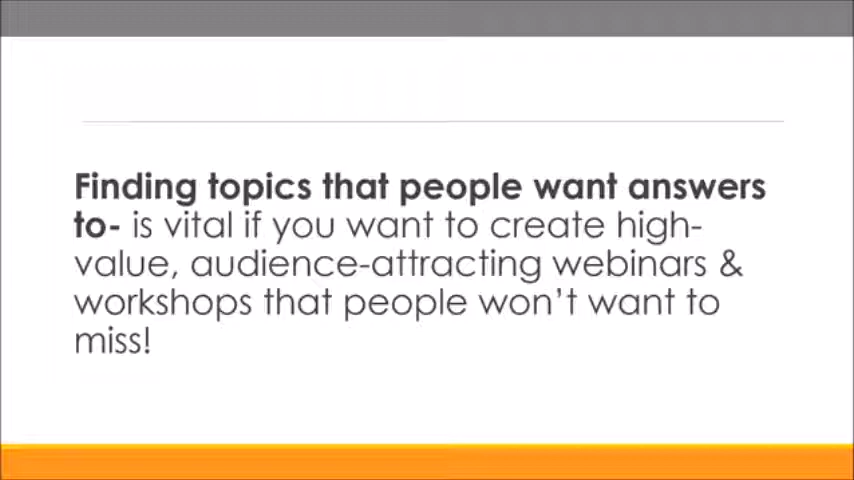 Finding topics that people want answers
to- is vital if you want to create high-
value, audience-attracting webinars &
workshops that people won't want to
miss!